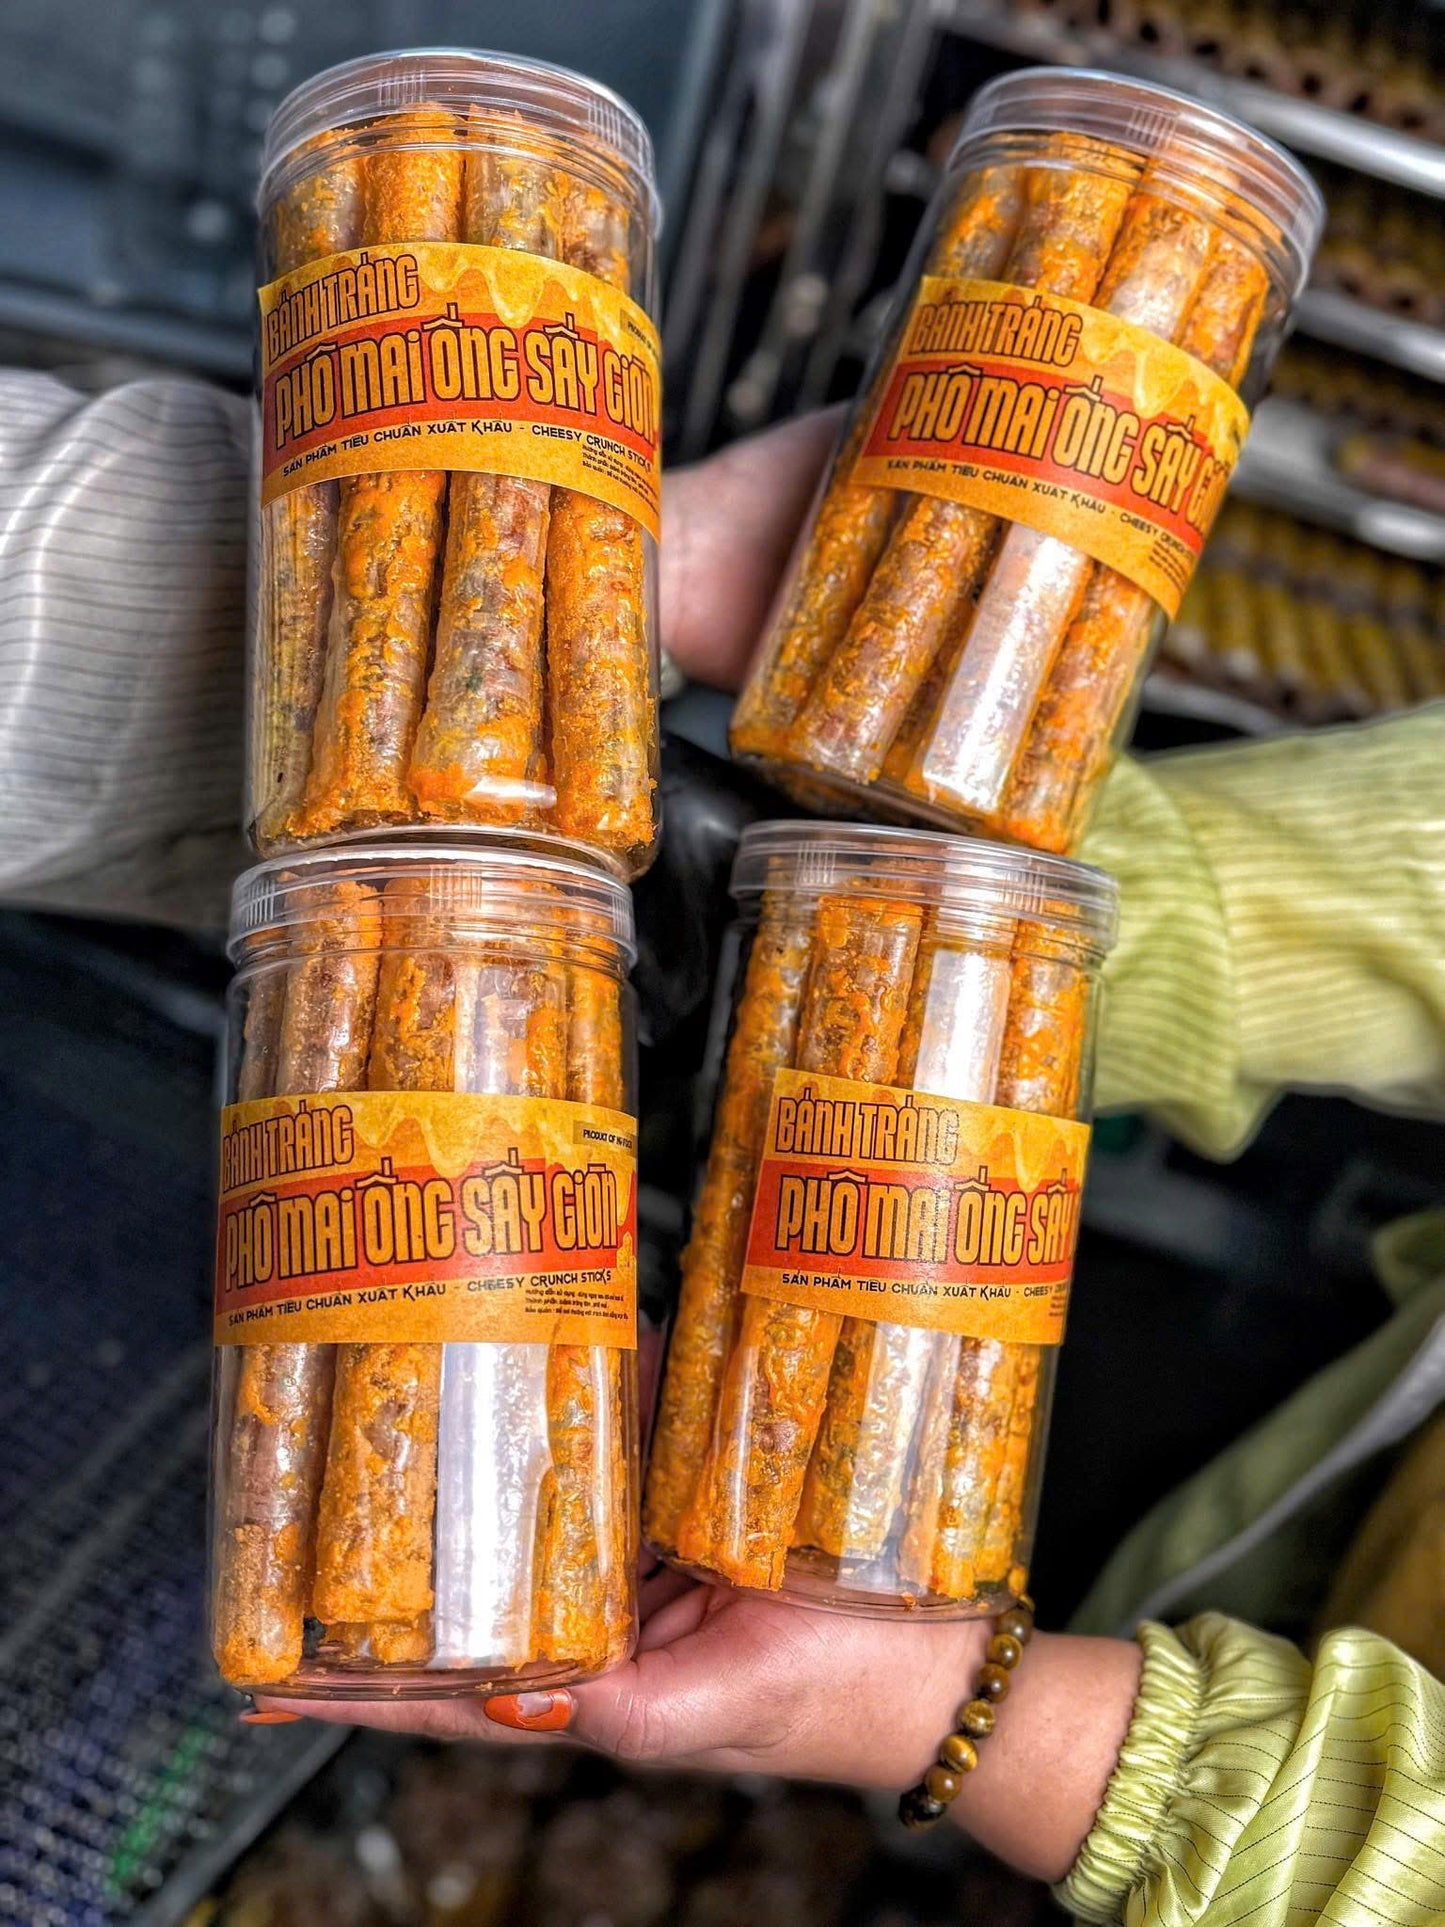 BÁNH TRÁNG
PHÔ MAI ỐNG SẤY GIÒN
SẢN PHẨM TIÊU CHUẨN XUẤT KHẨU - CHEESY CRUNCH STICKS
BÁNH TRÁNG
PHÔ MAI ỐNG SẤY
SẢN PHẨM TIÊU CHUẨN XUẤT KHẨU - CHEESY CRUNCH
BÁNH TRÁNG
PRODUCT OF
PHÔ MAI ỐNG SẤY GIÒN
SẢN PHẨM TIÊU CHUẨN XUẤT KHẨU - CHEESY CRUNCH STICKS
BÁNH TRÁNG
PHÔ MAI ỐNG SẤY
SẢN PHẨM TIÊU CHUẨN XUẤT KHẨU - CHEESY